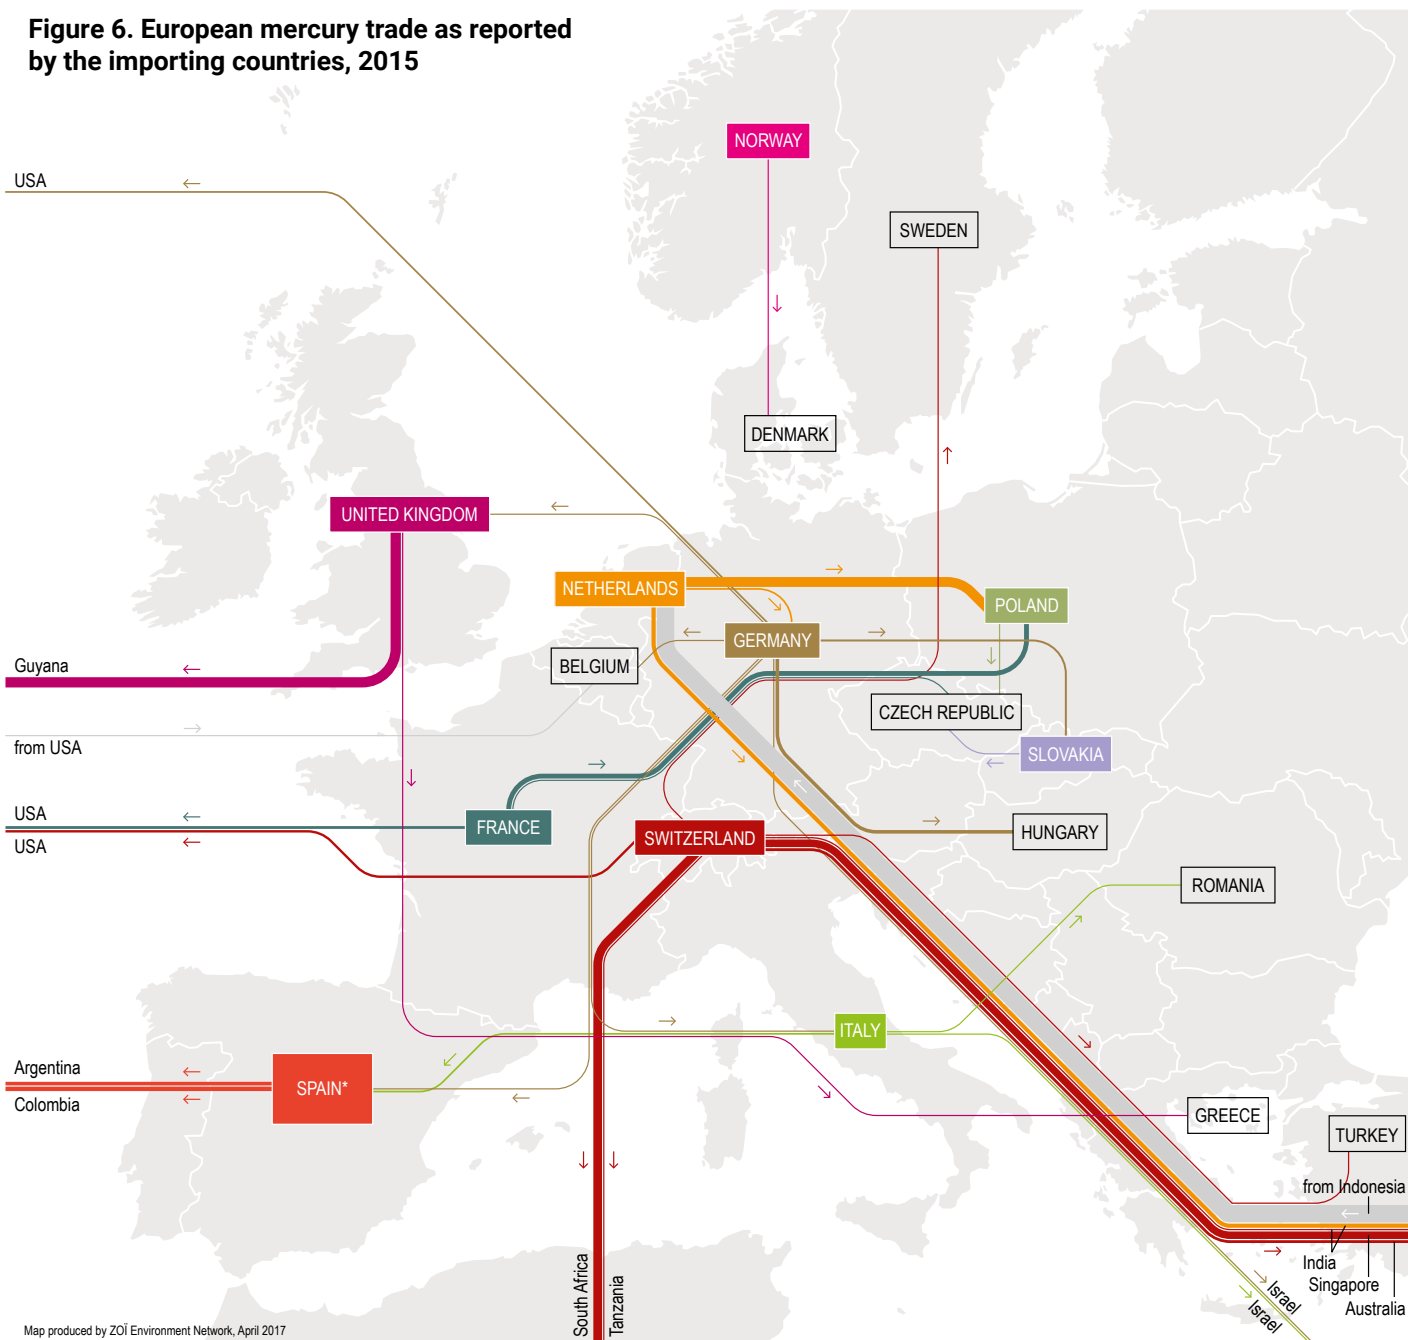 Figure 6. European mercury trade as reported
by the importing countries, 2015
NORWAY
USA
SWEDEN
DENMARK
UNITED KINGDOM
NETHERLANDS
POLAND
GERMANY
BELGIUM
Guyana
CZECH REPUBLIC
from USA
SLOVAKIA
USA
FRANCE
HUNGARY
SWITZERLAND
USA
ROMANIA
ITALY
Argentina
SPAIN*
Colombia
GREECE
TURKEY
from Indonesia
South Africa
Tanzania
India
Singapore
Australia
Israel
Israel
Map produced by ZOÏ Environment Network, April 2017